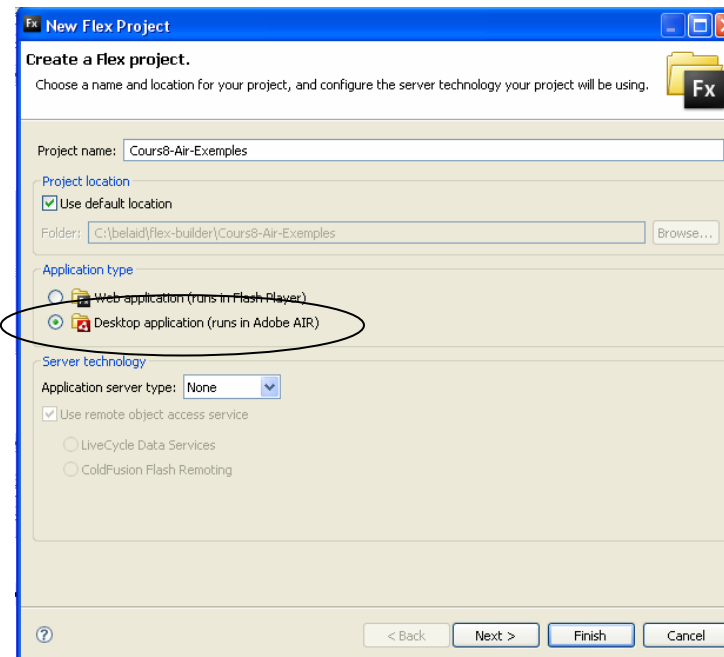 Fx New Flex Project
Create a Flex project.
Choose a name and location for your project, and configure the server technology your project will be using.
Fx
Project name: Cours8-Air-Exemples
Project location
Use default location
Folder: C:\belaid\flex-builder\Cours8-Air-Exemples Browse...
Application type
Web application (runs in Flash Player)
Desktop application (runs in Adobe AIR)
Server technology
Application server type: None
Use remote object access service
LiveCycle Data Services
ColdFusion Flash Remoting
? < Back Next > Finish Cancel